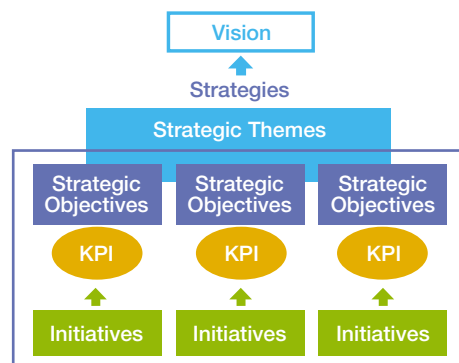 Vision
Strategies
Strategic Themes
Strategic Objectives
Strategic Objectives
Strategic Objectives
KPI
KPI
KPI
Initiatives
Initiatives
Initiatives